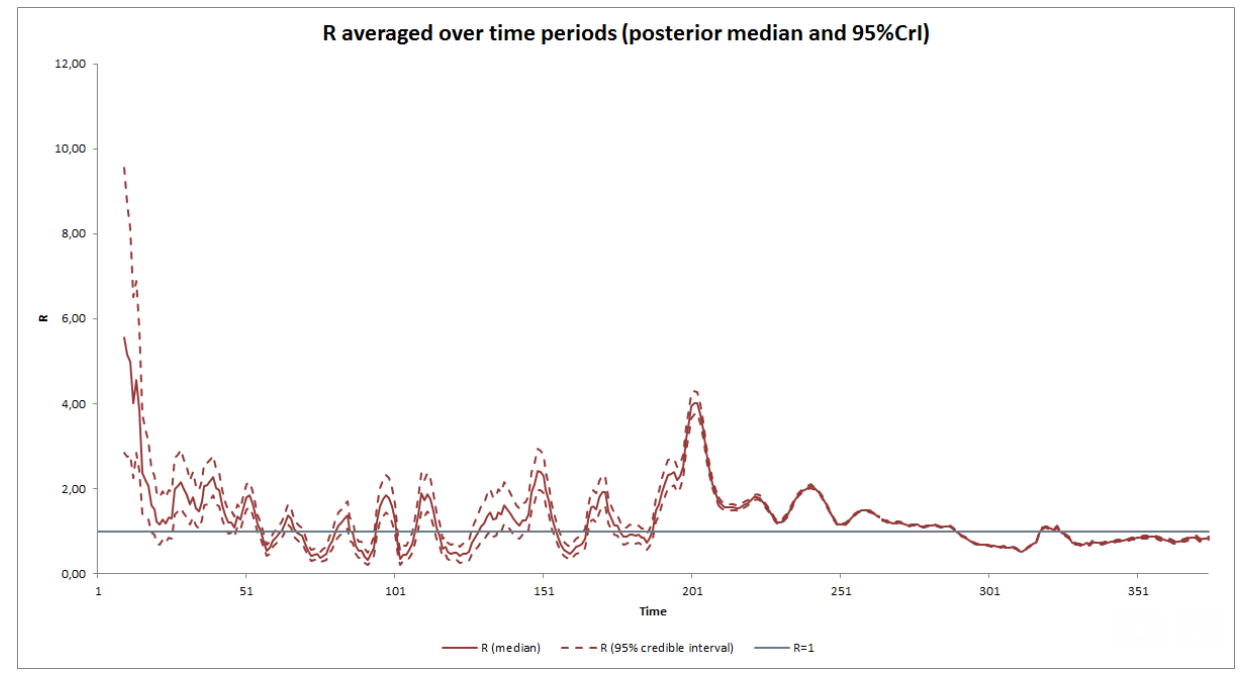 R averaged over time periods (posterior median and 95%CrI)
12,00
10,00
8,00
6,00
4,00
2,00
0,00
R
1 51 101 151 201 251 301 351
Time
R (median) R (95% credible interval) R=1